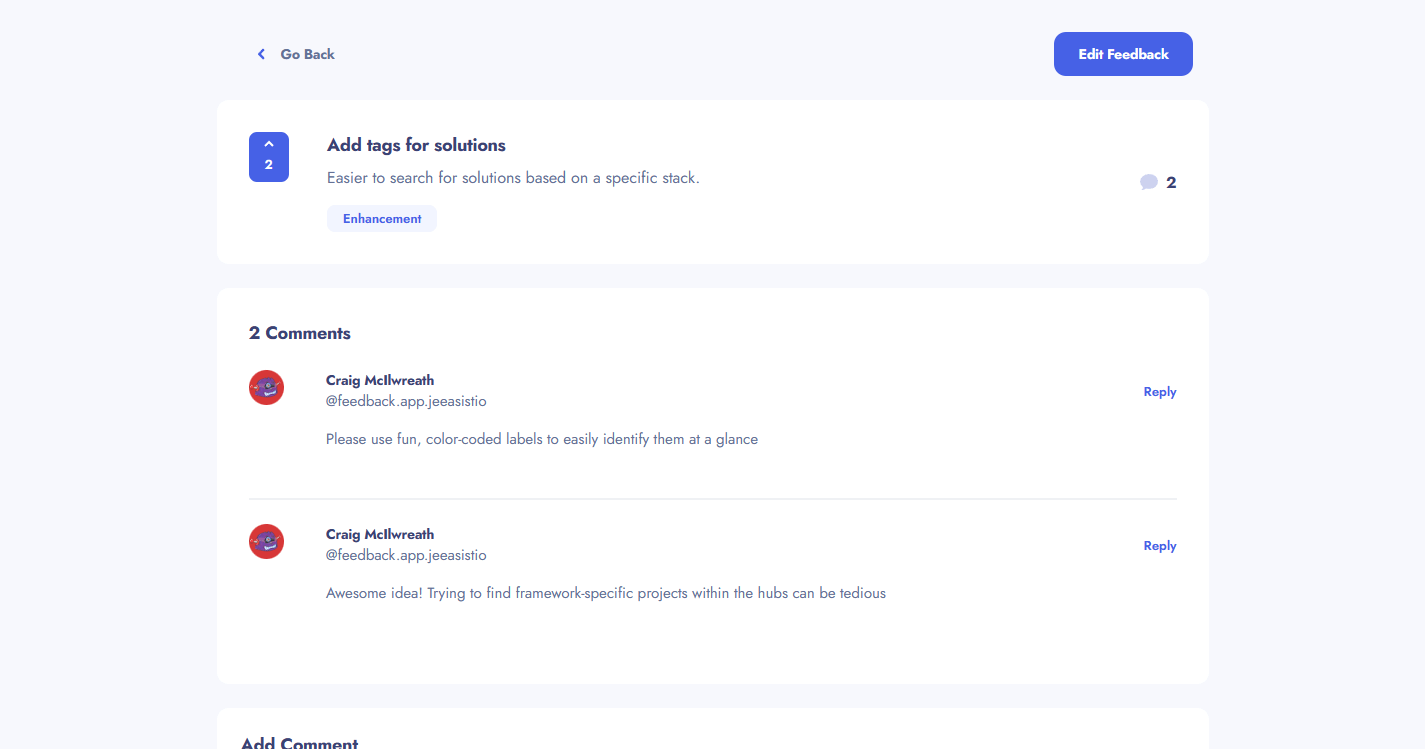 Go Back
Edit Feedback
2
Add tags for solutions
Easier to search for solutions based on a specific stack.
Enhancement
2
2 Comments
Craig McIlwreath
@feedback.app.jeeasistio
Reply
Please use fun, color-coded labels to easily identify them at a glance
Craig McIlwreath
@feedback.app.jeeasistio
Reply
Awesome idea! Trying to find framework-specific projects within the hubs can be tedious
Add Comment